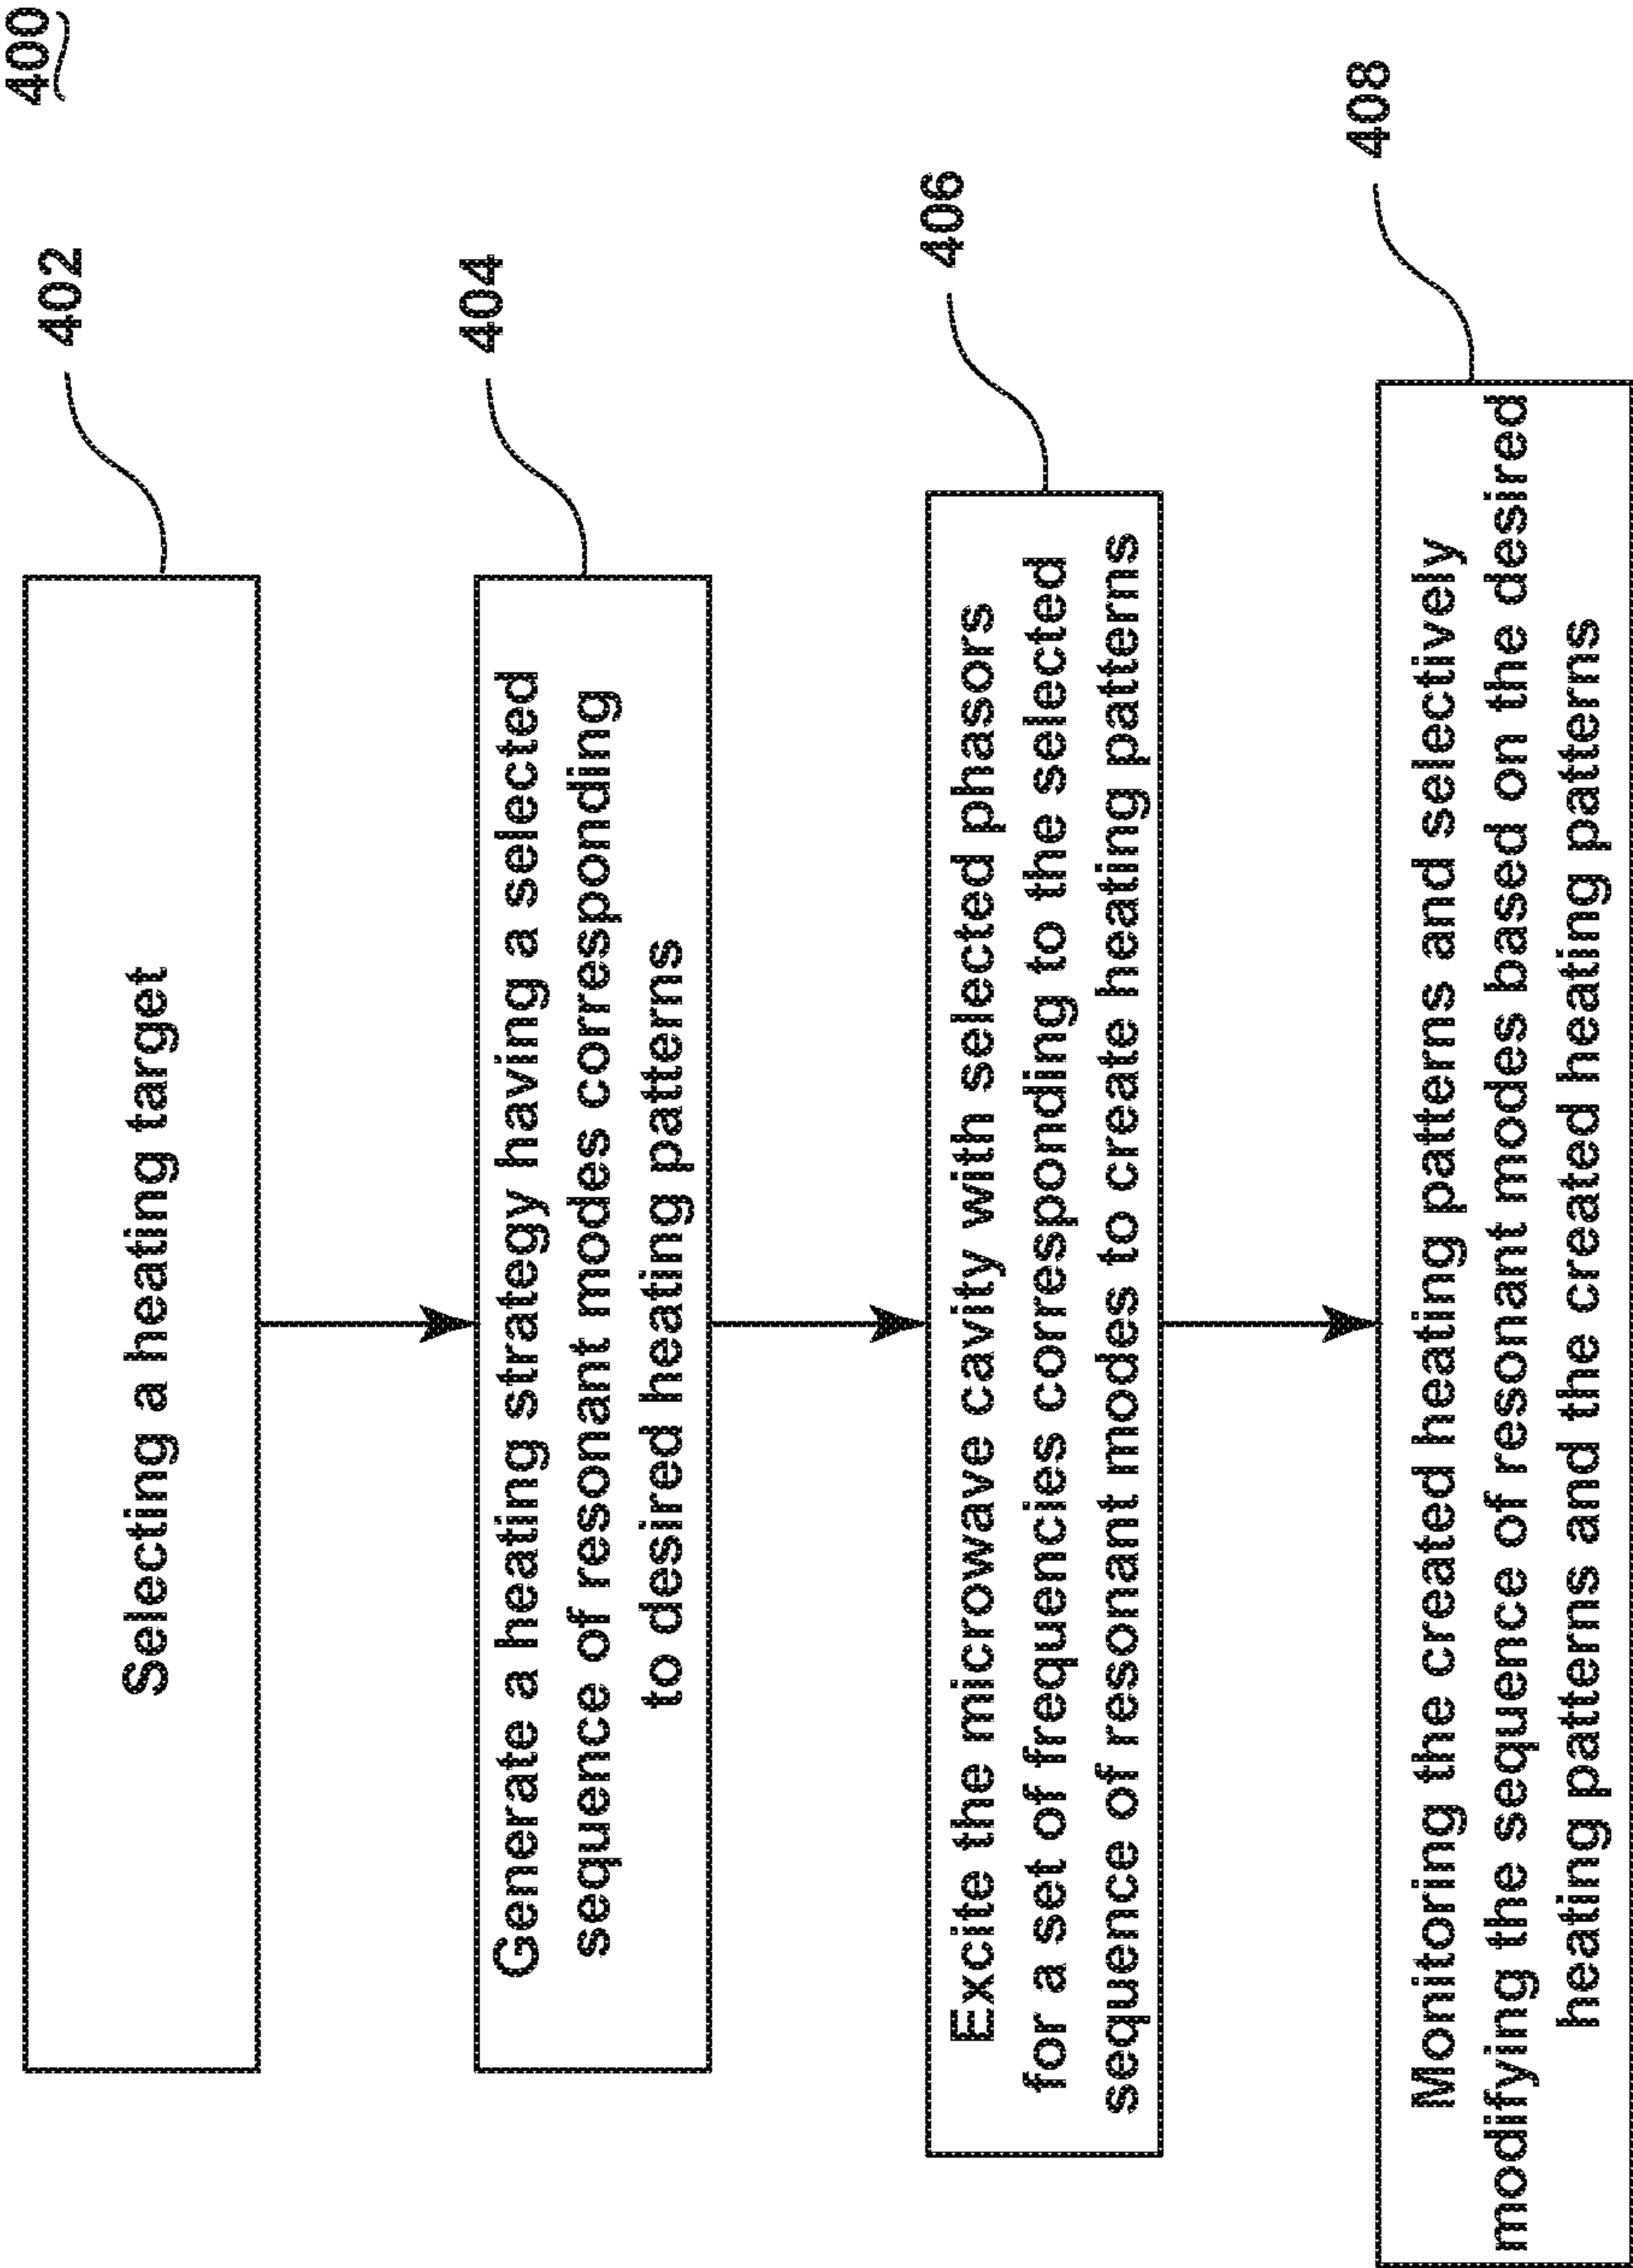 400
402
Selecting a heating target
404
Generate a heating strategy having a selected
sequence of resonant modes corresponding
to desired heating patterns
406
Excite the microwave cavity with selected phasors
for a set of frequencies corresponding to the selected
sequence of resonant modes to create heating patterns
408
Monitoring the created heating patterns and selectively
modifying the sequence of resonant modes based on the desired
heating patterns and the created heating patterns